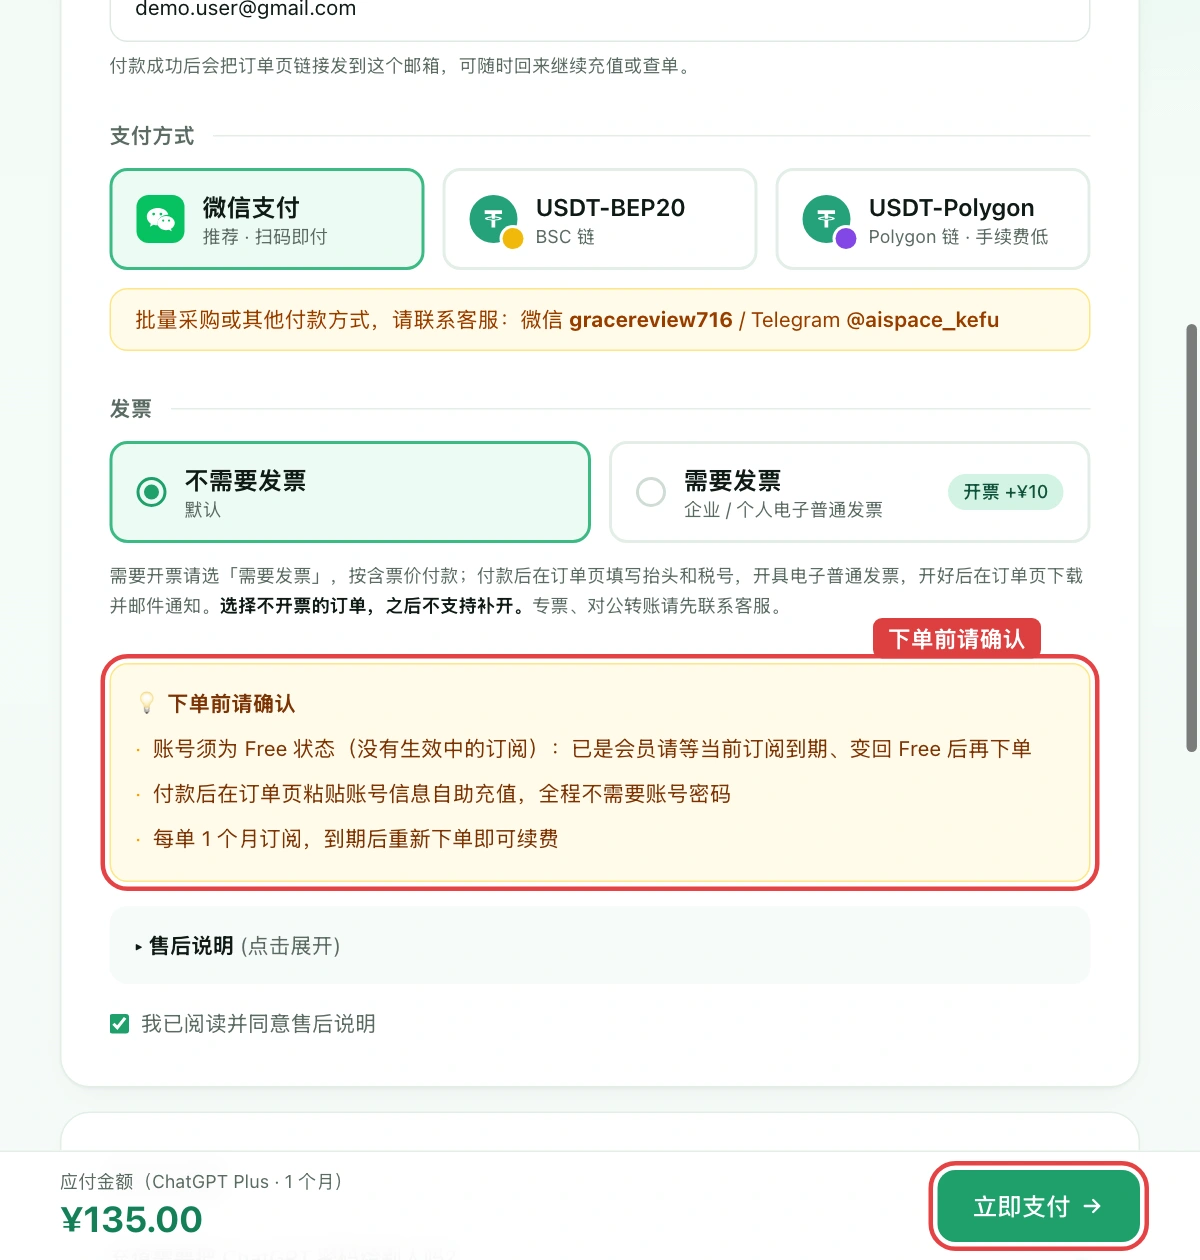 demo.user@gmail.com
付款成功后会把订单页链接发到这个邮箱，可随时回来继续充值或查单。
支付方式
微信支付
推荐 · 扫码即付
USDT-BEP20
BSC 链
USDT-Polygon
Polygon 链 · 手续费低
批量采购或其他付款方式，请联系客服：微信 gracereview716 / Telegram @aispace_kefu
发票
不需要发票
默认
需要发票
企业 / 个人电子普通发票
开票 +¥10
需要开票请选「需要发票」，按含票价付款；付款后在订单页填写抬头和税号，开具电子普通发票，开好后在订单页下载
并邮件通知。选择不开票的订单，之后不支持补开。专票、对公转账请先联系客服。
下单前请确认
💡 下单前请确认
· 账号须为 Free 状态（没有生效中的订阅）：已是会员请等当前订阅到期、变回 Free 后再下单
· 付款后在订单页粘贴账号信息自助充值，全程不需要账号密码
· 每单 1 个月订阅，到期后重新下单即可续费
▸ 售后说明 (点击展开)
我已阅读并同意售后说明
应付金额（ChatGPT Plus · 1 个月）
¥135.00
立即支付 →